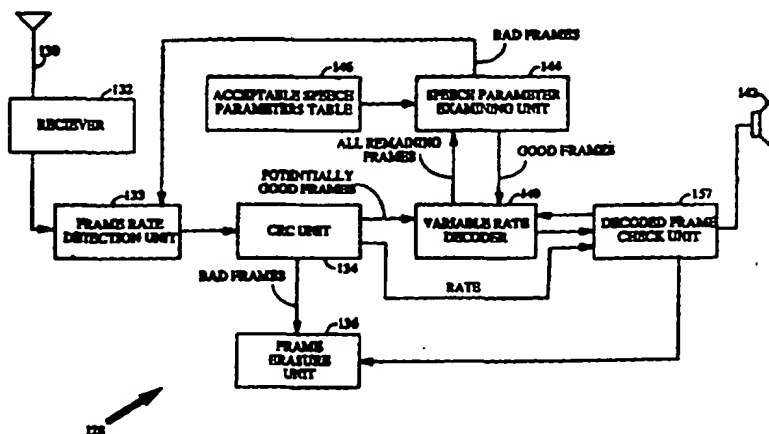 BAD FRAMES
130
132
RECIEVER
146
ACCEPTABLE SPEECH
PARAMETERS TABLE
144
SPEECH PARAMETER
EXAMINING UNIT
142
ALL REMAINING
FRAMES
GOOD FRAMES
POTENTIALLY
GOOD FRAMES
133
FRAME RATE
DETECTION UNIT
CRC UNIT
134
140
VARIABLE RATE
DECODER
157
DECODED FRAME
CHECK UNIT
RATE
BAD FRAMES
136
FRAME
ERASURE
UNIT
128